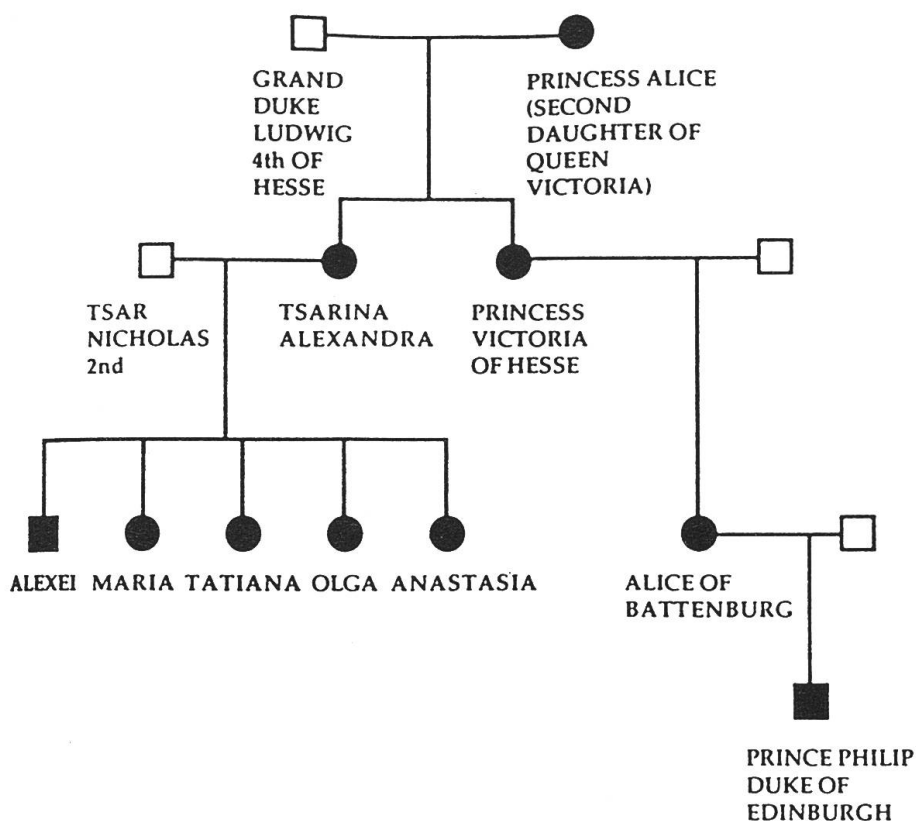 GRAND
DUKE
LUDWIG
4th OF
HESSE
PRINCESS ALICE
(SECOND
DAUGHTER OF
QUEEN
VICTORIA)
TSAR
NICHOLAS
2nd
TSARINA
ALEXANDRA
PRINCESS
VICTORIA
OF HESSE
ALEXEI
MARIA
TATIANA
OLGA
ANASTASIA
ALICE OF
BATTENBURG
PRINCE PHILIP
DUKE OF
EDINBURGH